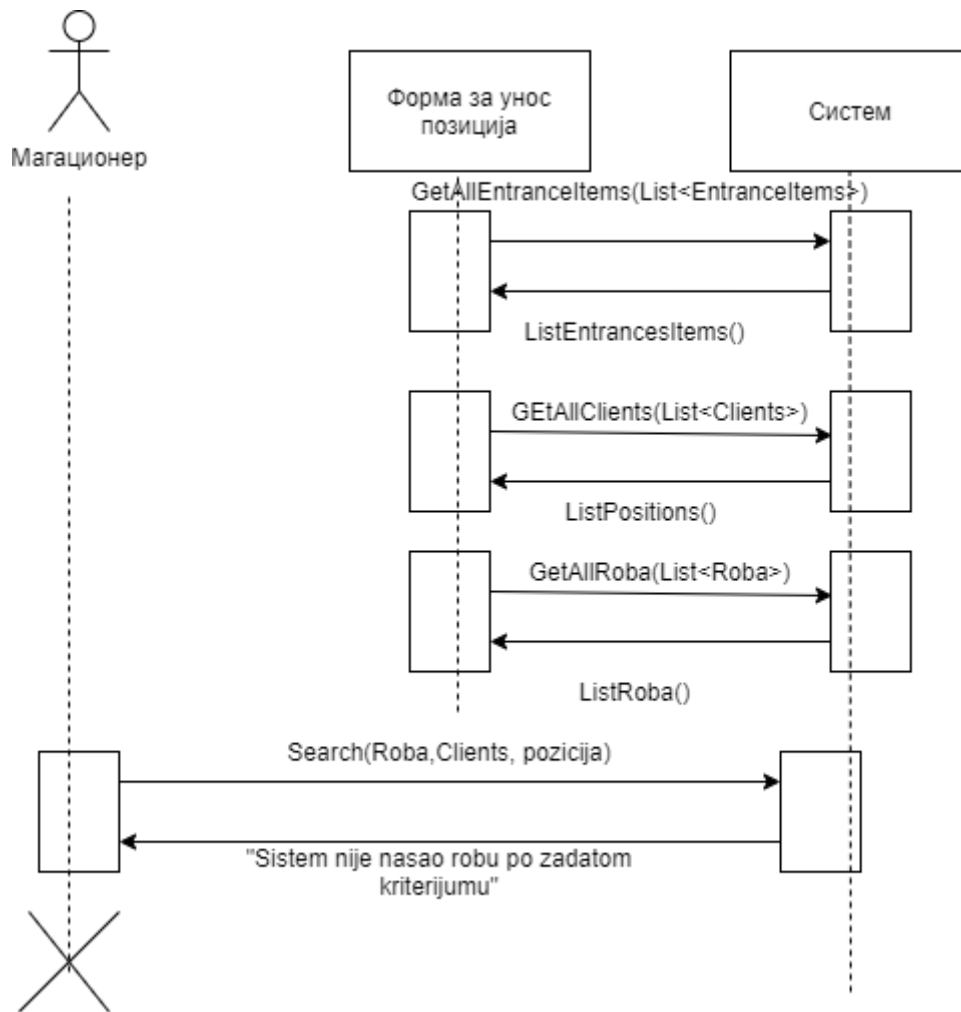 Магационер
Форма за унос
позиција
Систем
GetAllEntranceItems(List<EntranceItems>)
ListEntrancesItems()
GEtAllClients(List<Clients>)
ListPositions()
GetAllRoba(List<Roba>)
ListRoba()
Search(Roba,Clients, pozicija)
"Sistem nije nasao robu po zadatom
kriterijumu"